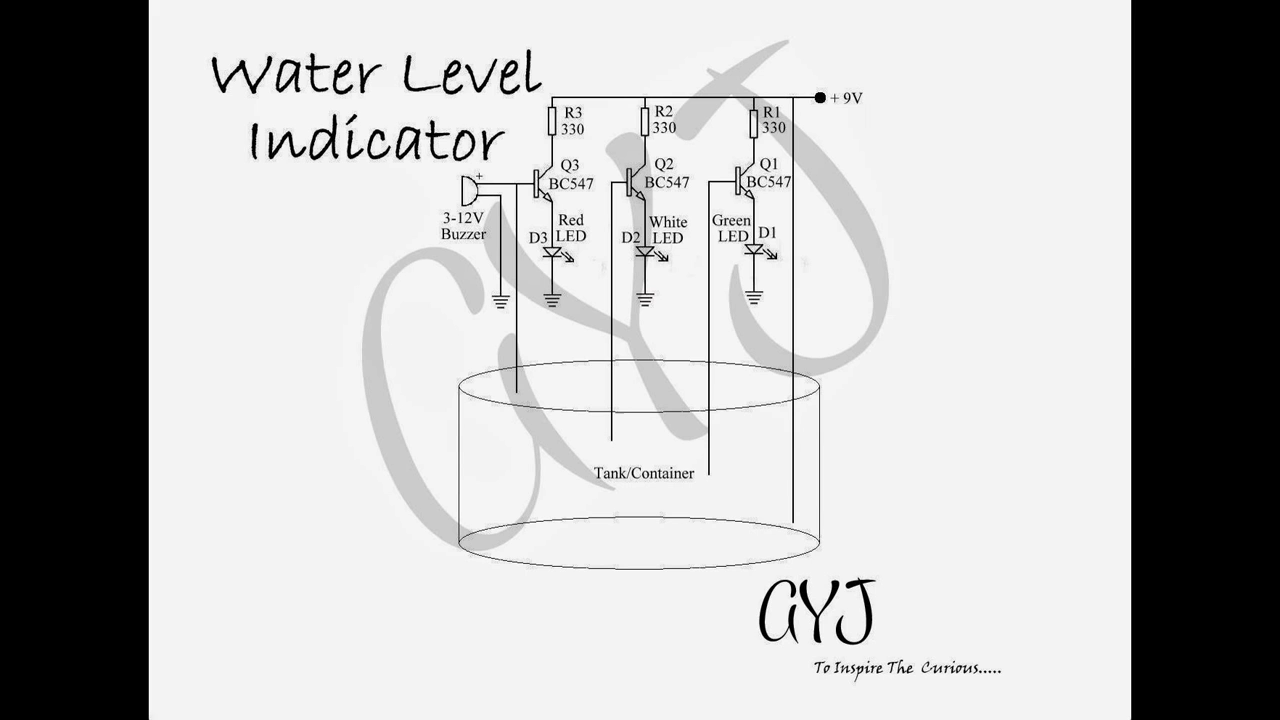 Water Level
Indicator
+ 9V
R3
330
R2
330
R1
330
Q3
BC547
Q2
BC547
Q1
BC547
+
3-12V
Buzzer
Red
LED
D3
White
LED
D2
Green
LED
D1
Tank/Container
GYJ
GYJ
To Inspire The Curious.....